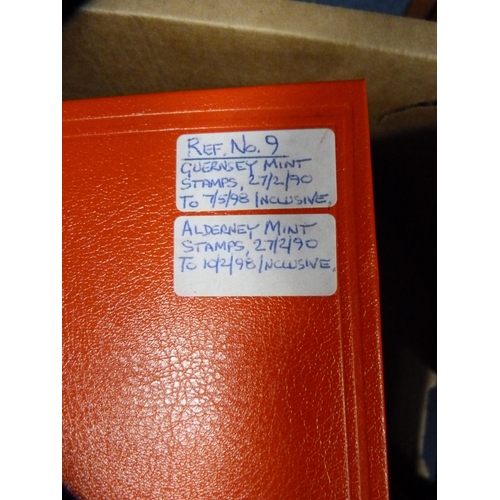 REF. NO. 9
GUERNSEY MINT
STAMPS, 27/2/90
TO 7/5/98 INCLUSIVE.
ALDERNEY MINT
STAMPS, 27/2/90
TO 10/2/98 INCLUSIVE.